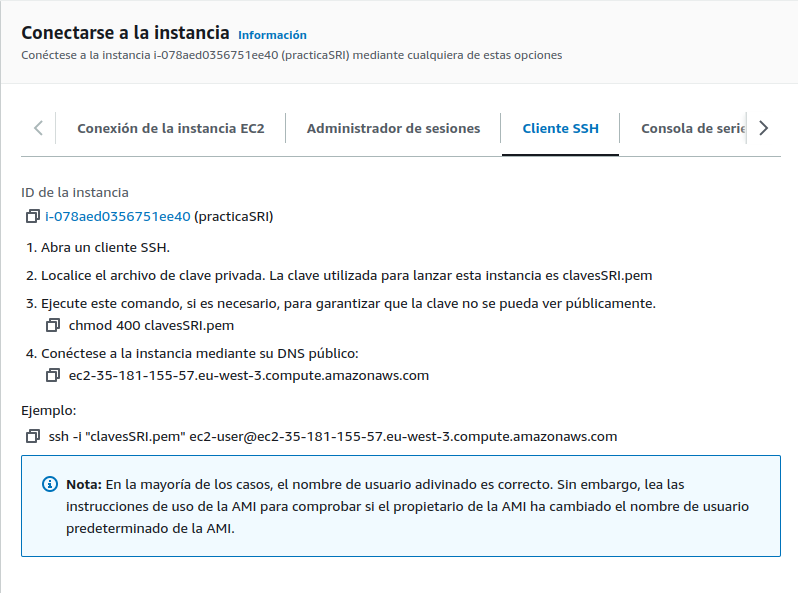 Conectarse a la instancia Información
Conéctese a la instancia i-078aed0356751ee40 (practicaSRI) mediante cualquiera de estas opciones
Conexión de la instancia EC2 Administrador de sesiones Cliente SSH Consola de serie
ID de la instancia
i-078aed0356751ee40 (practicaSRI)
1. Abra un cliente SSH.
2. Localice el archivo de clave privada. La clave utilizada para lanzar esta instancia es clavesSRI.pem
3. Ejecute este comando, si es necesario, para garantizar que la clave no se pueda ver públicamente.
chmod 400 clavesSRI.pem
4. Conéctese a la instancia mediante su DNS público:
ec2-35-181-155-57.eu-west-3.compute.amazonaws.com
Ejemplo:
ssh -i "clavesSRI.pem" ec2-user@ec2-35-181-155-57.eu-west-3.compute.amazonaws.com
Nota: En la mayoría de los casos, el nombre de usuario adivinado es correcto. Sin embargo, lea las
instrucciones de uso de la AMI para comprobar si el propietario de la AMI ha cambiado el nombre de usuario
predeterminado de la AMI.